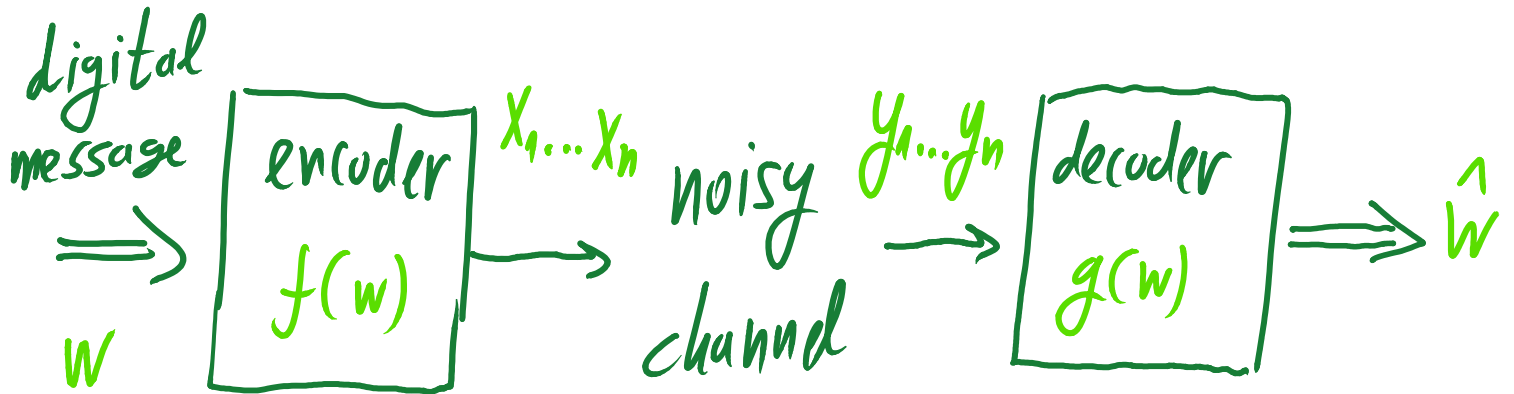 digital
message
w
encoder
f(w)
X₁...Xₙ
noisy
channel
y₁...yₙ
decoder
g(w)
ŵ